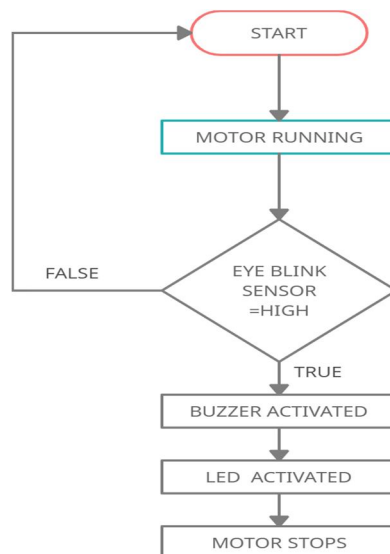 START
MOTOR RUNNING
EYE BLINK
SENSOR
=HIGH
FALSE
TRUE
BUZZER ACTIVATED
LED ACTIVATED
MOTOR STOPS